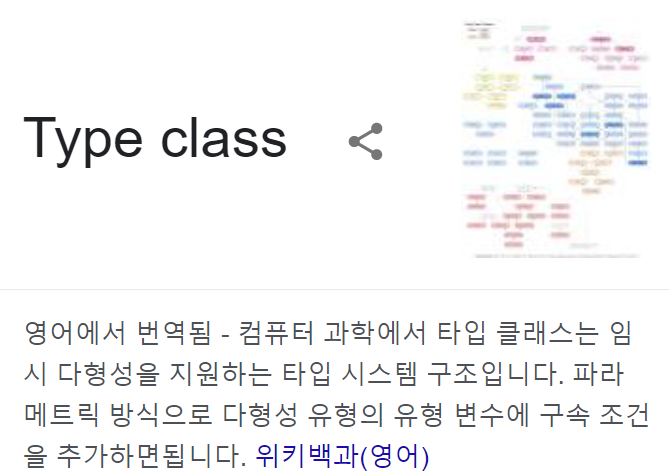 Type class
영어에서 번역됨 - 컴퓨터 과학에서 타입 클래스는 임
시 다형성을 지원하는 타입 시스템 구조입니다. 파라
메트릭 방식으로 다형성 유형의 유형 변수에 구속 조건
을 추가하면됩니다. 위키백과(영어)